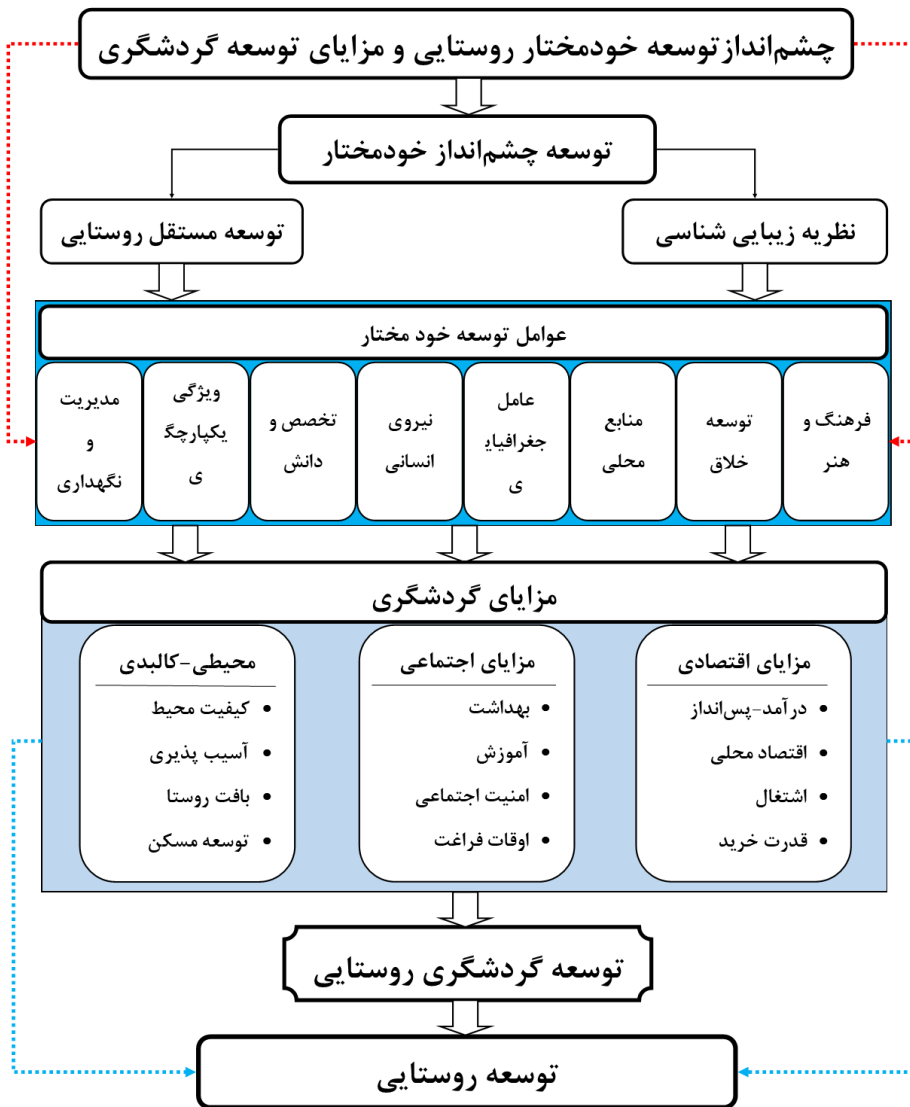 چشم‌انداز توسعه خودمختار روستایی و مزایای توسعه گردشگری
توسعه چشم‌انداز خودمختار
نظریه زیبایی شناسی
توسعه مستقل روستایی
عوامل توسعه خود مختار
فرهنگ و
هنر
توسعه
خلاق
منابع
محلی
عامل
جغرافیای
ی
نیروی
انسانی
تخصص و
دانش
ویژگی
یکپارچگ
ی
مدیریت
و
نگهداری
مزایای گردشگری
مزایای اقتصادی
• درآمد-پس‌انداز
• اقتصاد محلی
• اشتغال
• قدرت خرید
مزایای اجتماعی
• بهداشت
• آموزش
• امنیت اجتماعی
• اوقات فراغت
محیطی-کالبدی
• کیفیت محیط
• آسیب پذیری
• بافت روستا
• توسعه مسکن
توسعه گردشگری روستایی
توسعه روستایی